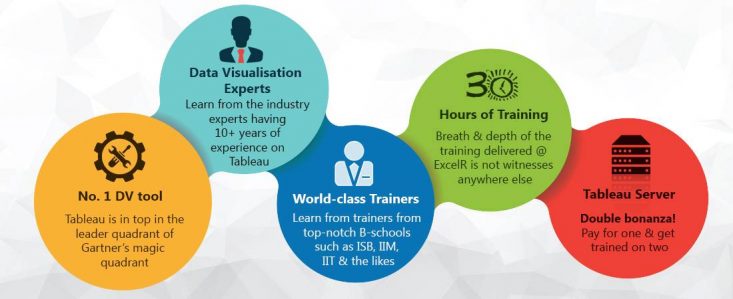 No. 1 DV tool
Tableau is in top in the
leader quadrant of
Gartner's magic
quadrant
Data Visualisation
Experts
Learn from the industry
experts having
10+ years of
experience on
Tableau
World-class Trainers
Learn from trainers from
top-notch B-schools
such as ISB, IIM,
IIT & the likes
30
Hours of Training
Breath & depth of the
training delivered @
ExcelR is not witnesses
anywhere else
Tableau Server
Double bonanza!
Pay for one & get
trained on two